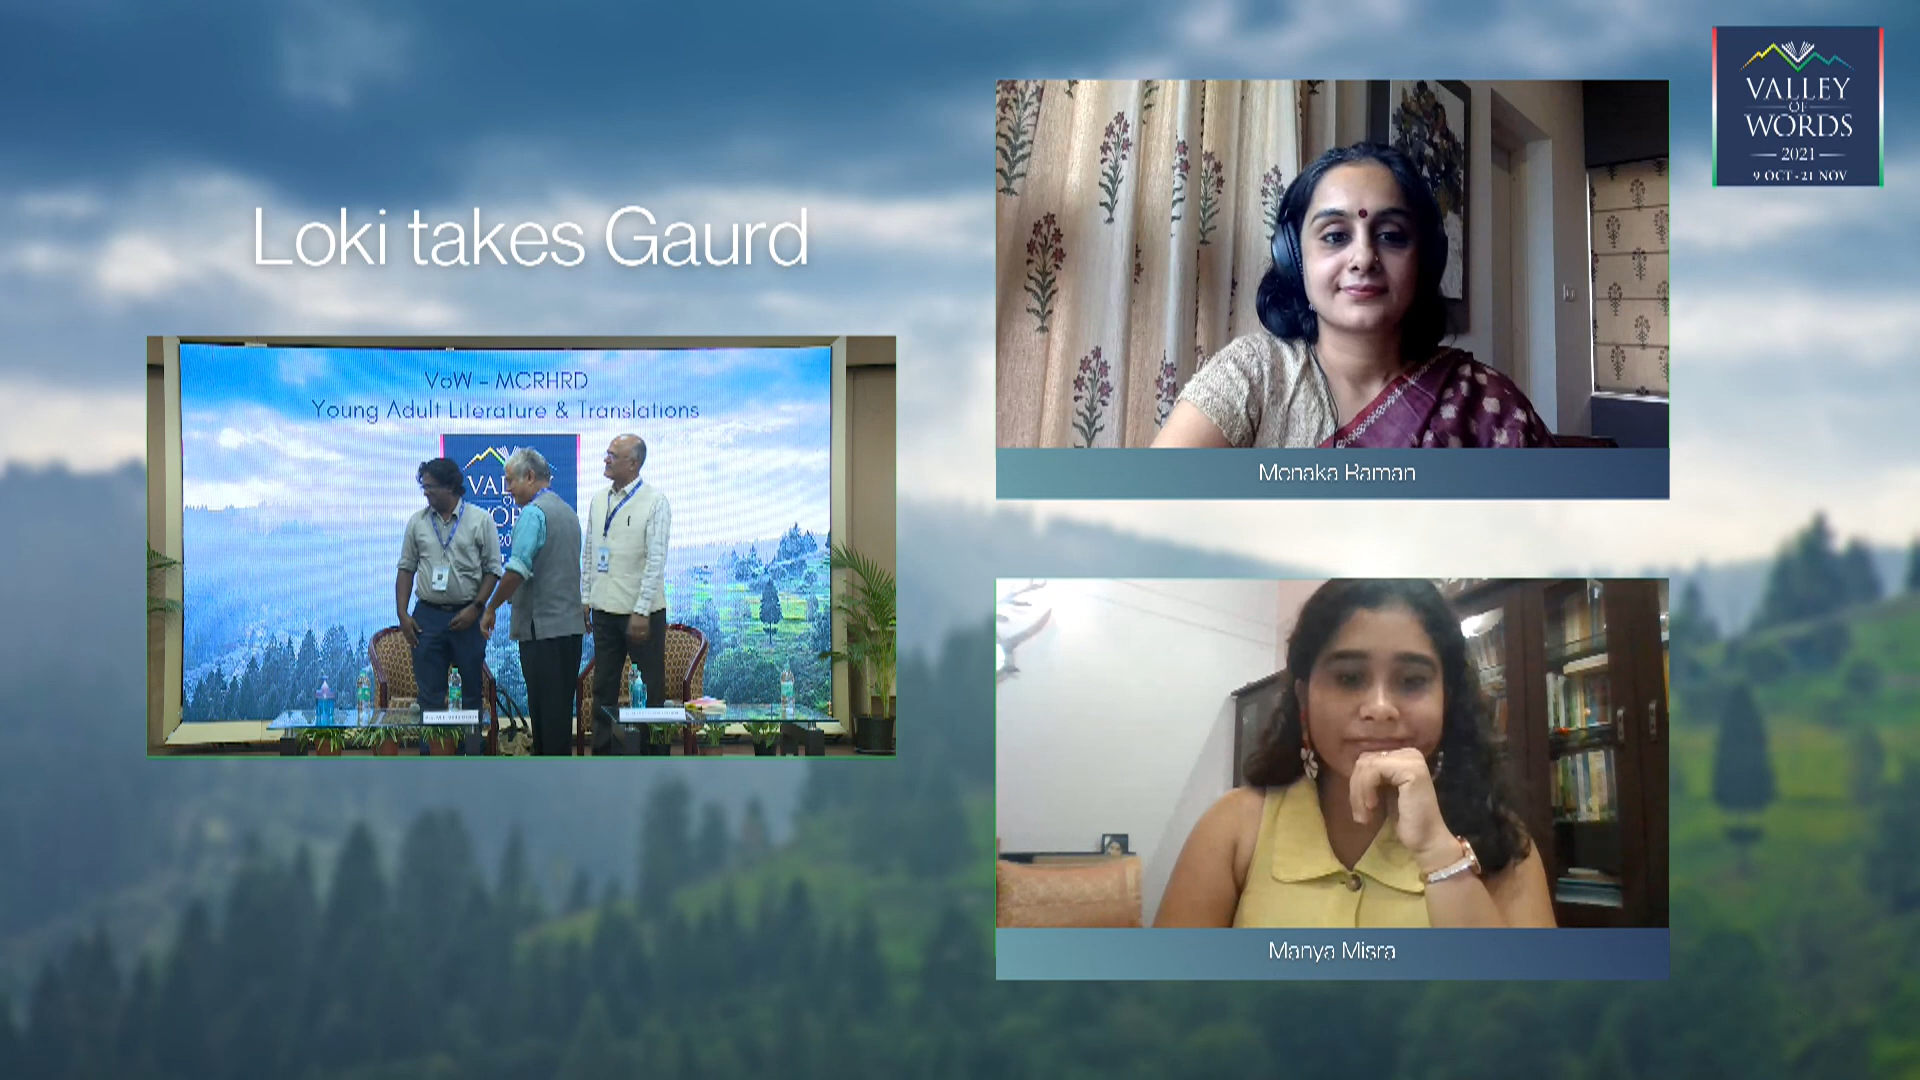 Loki takes Gaurd
VALLEY
OF
WORDS
2021
9 OCT - 21 NOV
VoW - MCRHRD
Young Adult Literature & Translations
Monaka Raman
Manya Misra